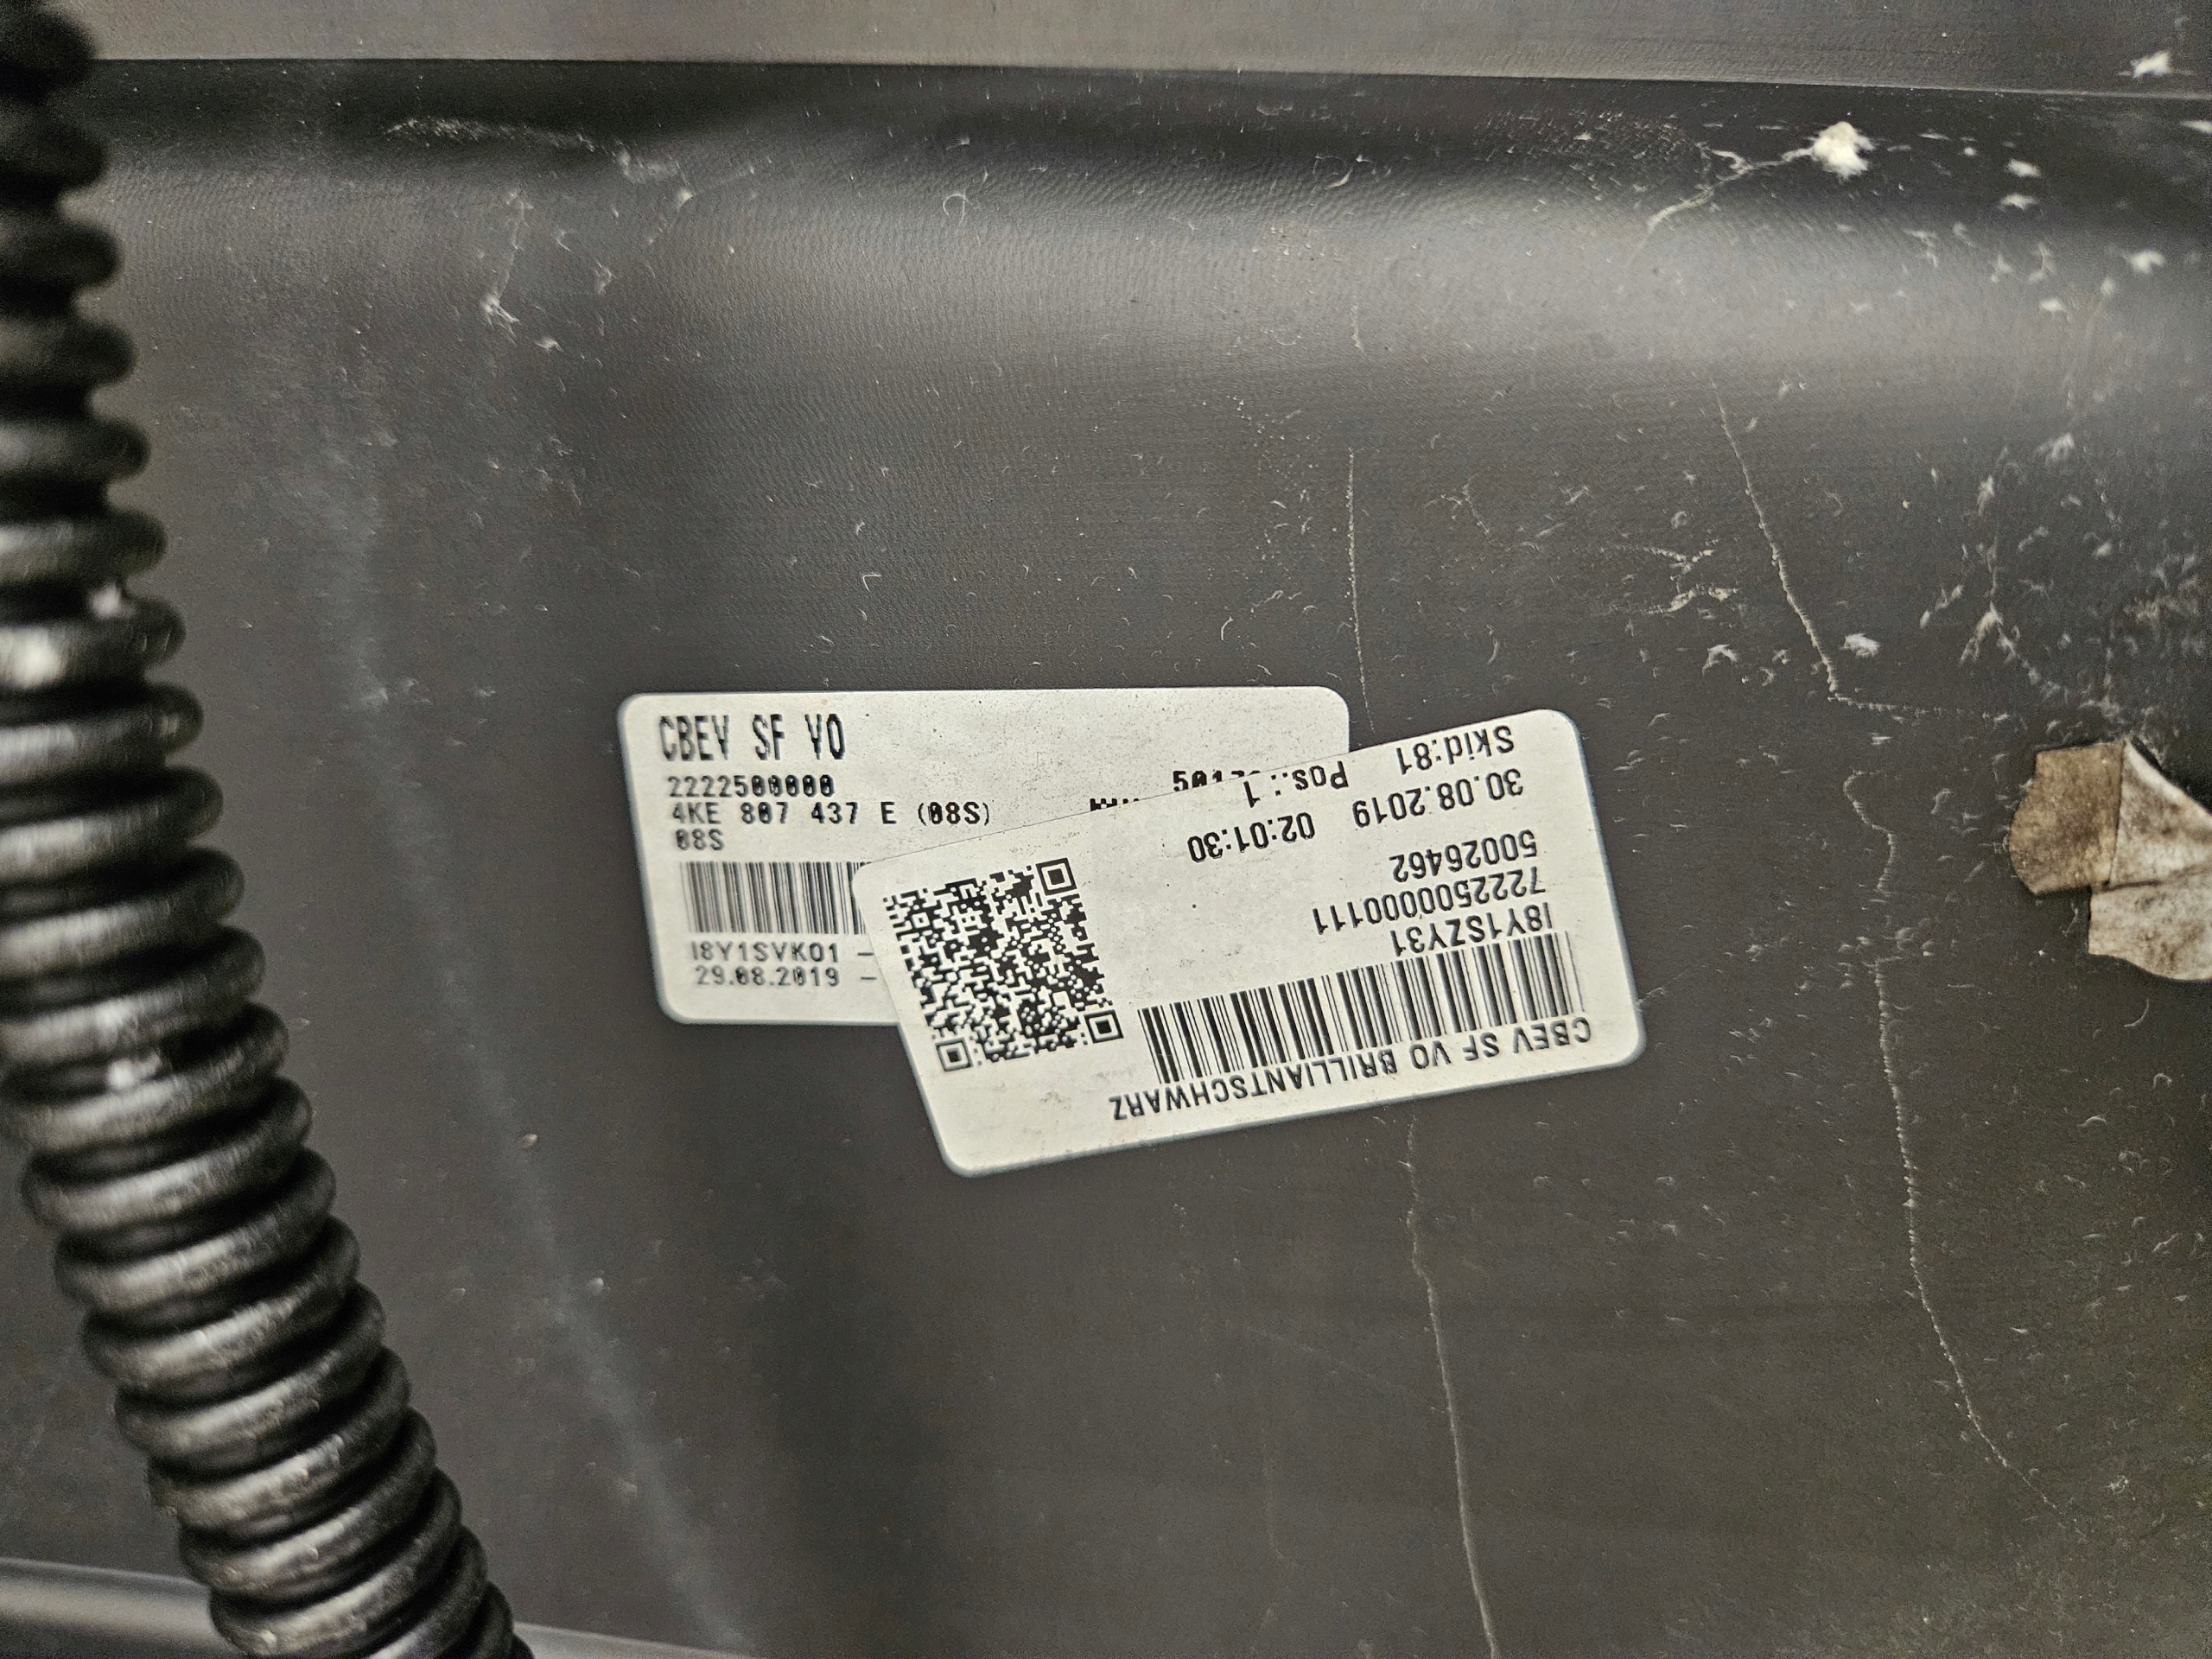 CBEV SF VO
2222500000
4KE 807 437 E (08S)
08S
I8Y1SVK01 –
29.08.2019 –
CBEV SF VO BRILLIANTSCHWARZ
I8Y1SZY31
722250000111
50026462
30.08.2019 02:01:30
Skid:81 Pos.: 1